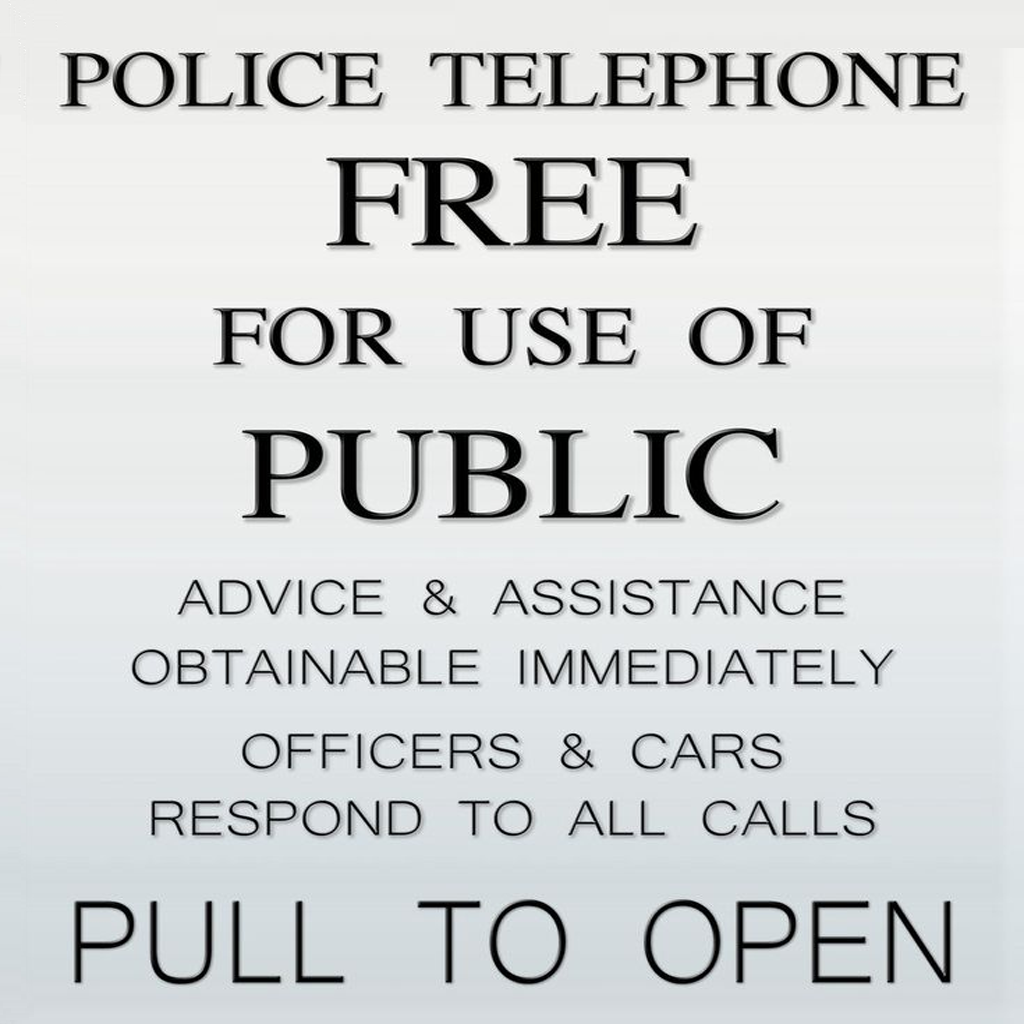 POLICE TELEPHONE
FREE
FOR USE OF
PUBLIC
ADVICE & ASSISTANCE
OBTAINABLE IMMEDIATELY
OFFICERS & CARS
RESPOND TO ALL CALLS
PULL TO OPEN